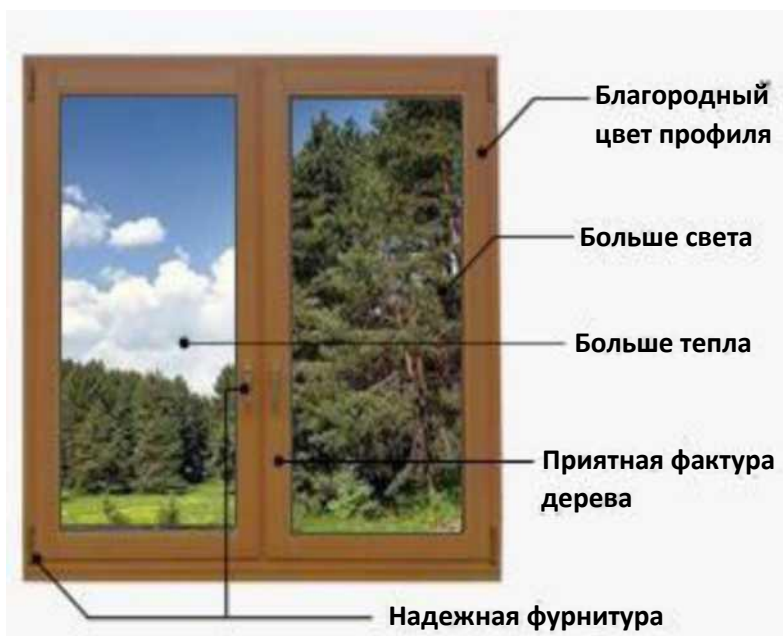 Благородный
цвет профиля
Больше света
Больше тепла
Приятная фактура
дерева
Надежная фурнитура